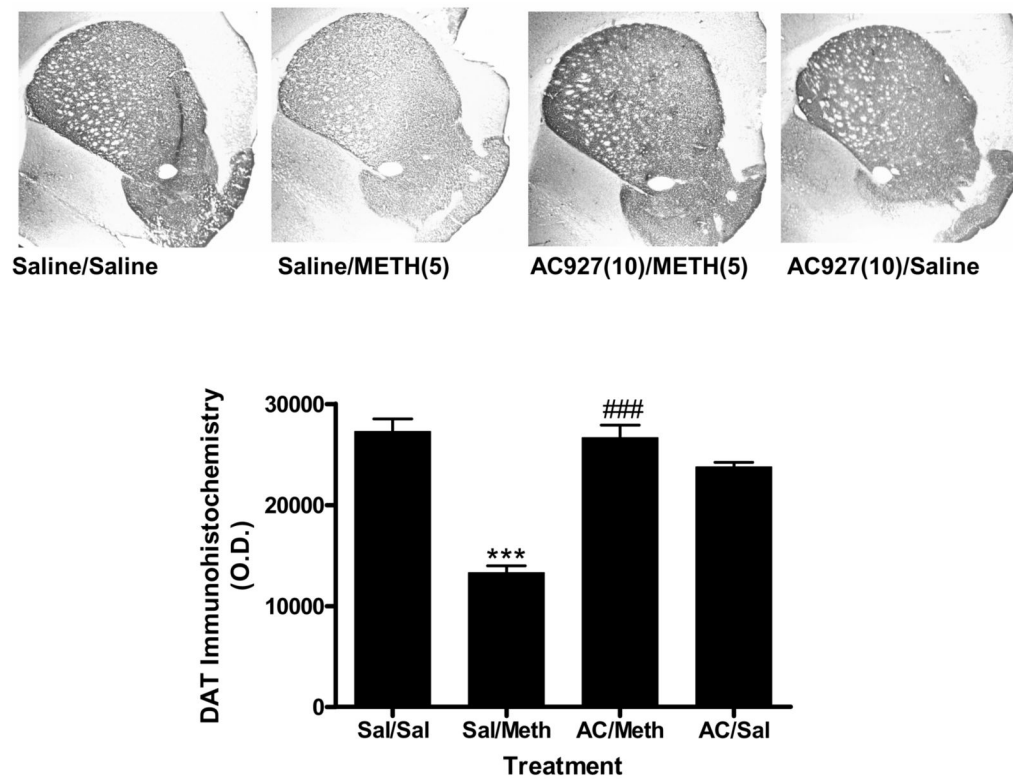 Saline/Saline
Saline/METH(5)
AC927(10)/METH(5)
AC927(10)/Saline
DAT Immunohistochemistry
(O.D.)
30000
20000
10000
0
***
###
Sal/Sal
Sal/Meth
AC/Meth
AC/Sal
Treatment